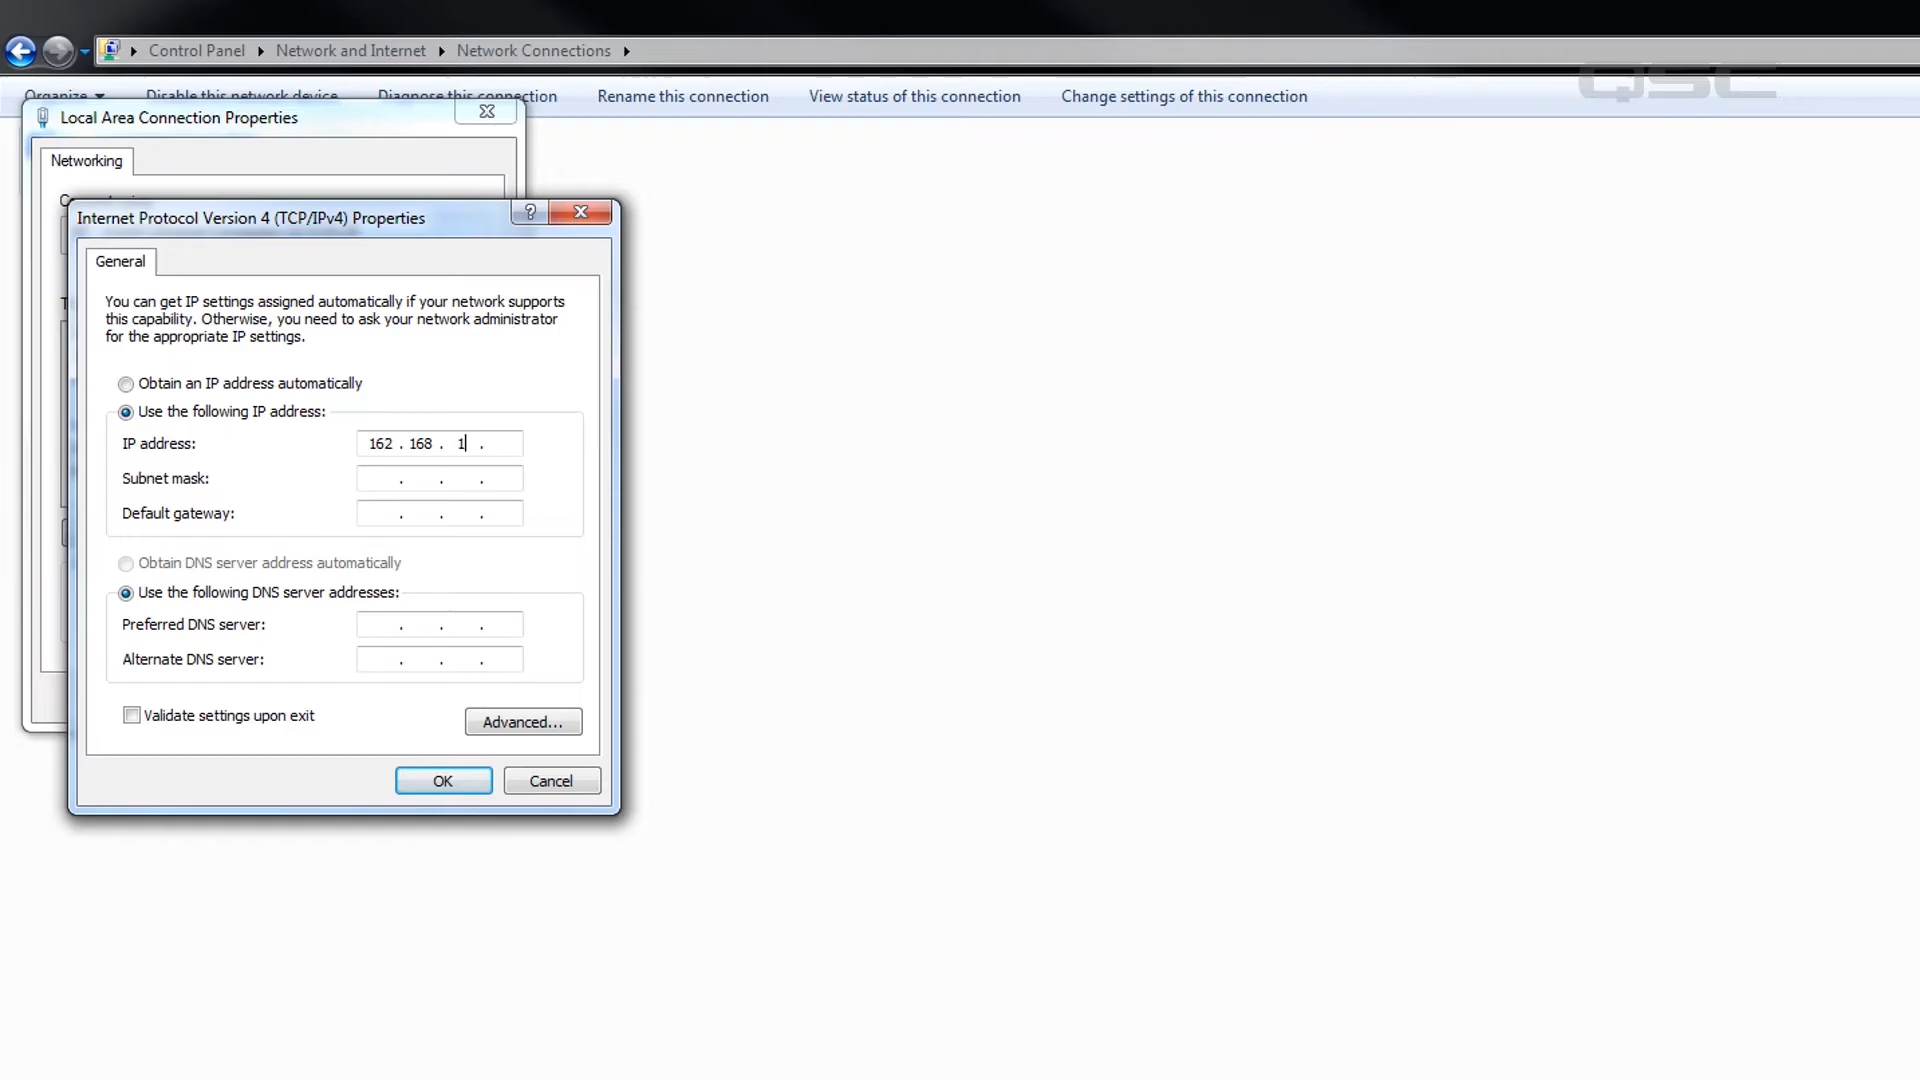 Control Panel Network and Internet Network Connections
Organize Disable this network device Diagnose this connection Rename this connection View status of this connection Change settings of this connection
QSC
Local Area Connection Properties
Networking
Internet Protocol Version 4 (TCP/IPv4) Properties
?
General
You can get IP settings assigned automatically if your network supports
this capability. Otherwise, you need to ask your network administrator
for the appropriate IP settings.
Obtain an IP address automatically
Use the following IP address:
IP address: 162 . 168 . 1 .
Subnet mask: . . .
Default gateway: . . .
Obtain DNS server address automatically
Use the following DNS server addresses:
Preferred DNS server: . . .
Alternate DNS server: . . .
Validate settings upon exit
Advanced...
OK Cancel